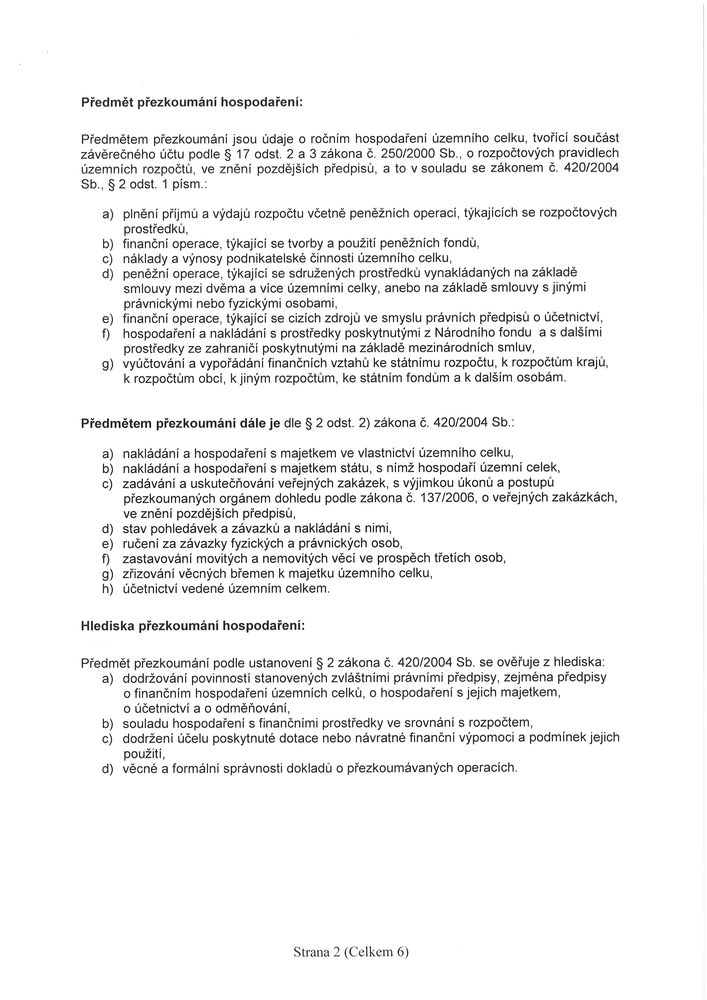 Předmět přezkoumání hospodaření:
Předmětem přezkoumání jsou údaje o ročním hospodaření územního celku, tvořící součást
závěrečného účtu podle § 17 odst. 2 a 3 zákona č. 250/2000 Sb., o rozpočtových pravidlech
územních rozpočtů, ve znění pozdějších předpisů, a to v souladu se zákonem č. 420/2004
Sb., § 2 odst. 1 písm.:
a) plnění příjmů a výdajů rozpočtu včetně peněžních operací, týkajících se rozpočtových
prostředků,
b) finanční operace, týkající se tvorby a použití peněžních fondů,
c) náklady a výnosy podnikatelské činnosti územního celku,
d) peněžní operace, týkající se sdružených prostředků vynakládaných na základě
smlouvy mezi dvěma a více územními celky, anebo na základě smlouvy s jinými
právnickými nebo fyzickými osobami,
e) finanční operace, týkající se cizích zdrojů ve smyslu právních předpisů o účetnictví,
f) hospodaření a nakládání s prostředky poskytnutými z Národního fondu a s dalšími
prostředky ze zahraničí poskytnutými na základě mezinárodních smluv,
g) vyúčtování a vypořádání finančních vztahů ke státnímu rozpočtu, k rozpočtům krajů,
k rozpočtům obcí, k jiným rozpočtům, ke státním fondům a k dalším osobám.
Předmětem přezkoumání dále je dle § 2 odst. 2) zákona č. 420/2004 Sb.:
a) nakládání a hospodaření s majetkem ve vlastnictví územního celku,
b) nakládání a hospodaření s majetkem státu, s nímž hospodaří územní celek,
c) zadávání a uskutečňování veřejných zakázek, s výjimkou úkonů a postupů
přezkoumaných orgánem dohledu podle zákona č. 137/2006, o veřejných zakázkách,
ve znění pozdějších předpisů,
d) stav pohledávek a závazků a nakládání s nimi,
e) ručení za závazky fyzických a právnických osob,
f) zastavování movitých a nemovitých věcí ve prospěch třetích osob,
g) zřizování věcných břemen k majetku územního celku,
h) účetnictví vedené územním celkem.
Hlediska přezkoumání hospodaření:
Předmět přezkoumání podle ustanovení § 2 zákona č. 420/2004 Sb. se ověřuje z hlediska:
a) dodržování povinností stanovených zvláštními právními předpisy, zejména předpisy
o finančním hospodaření územních celků, o hospodaření s jejich majetkem,
o účetnictví a o odměňování,
b) souladu hospodaření s finančními prostředky ve srovnání s rozpočtem,
c) dodržení účelu poskytnuté dotace nebo návratné finanční výpomoci a podmínek jejich
použití,
d) věcné a formální správnosti dokladů o přezkoumávaných operacích.
Strana 2 (Celkem 6)